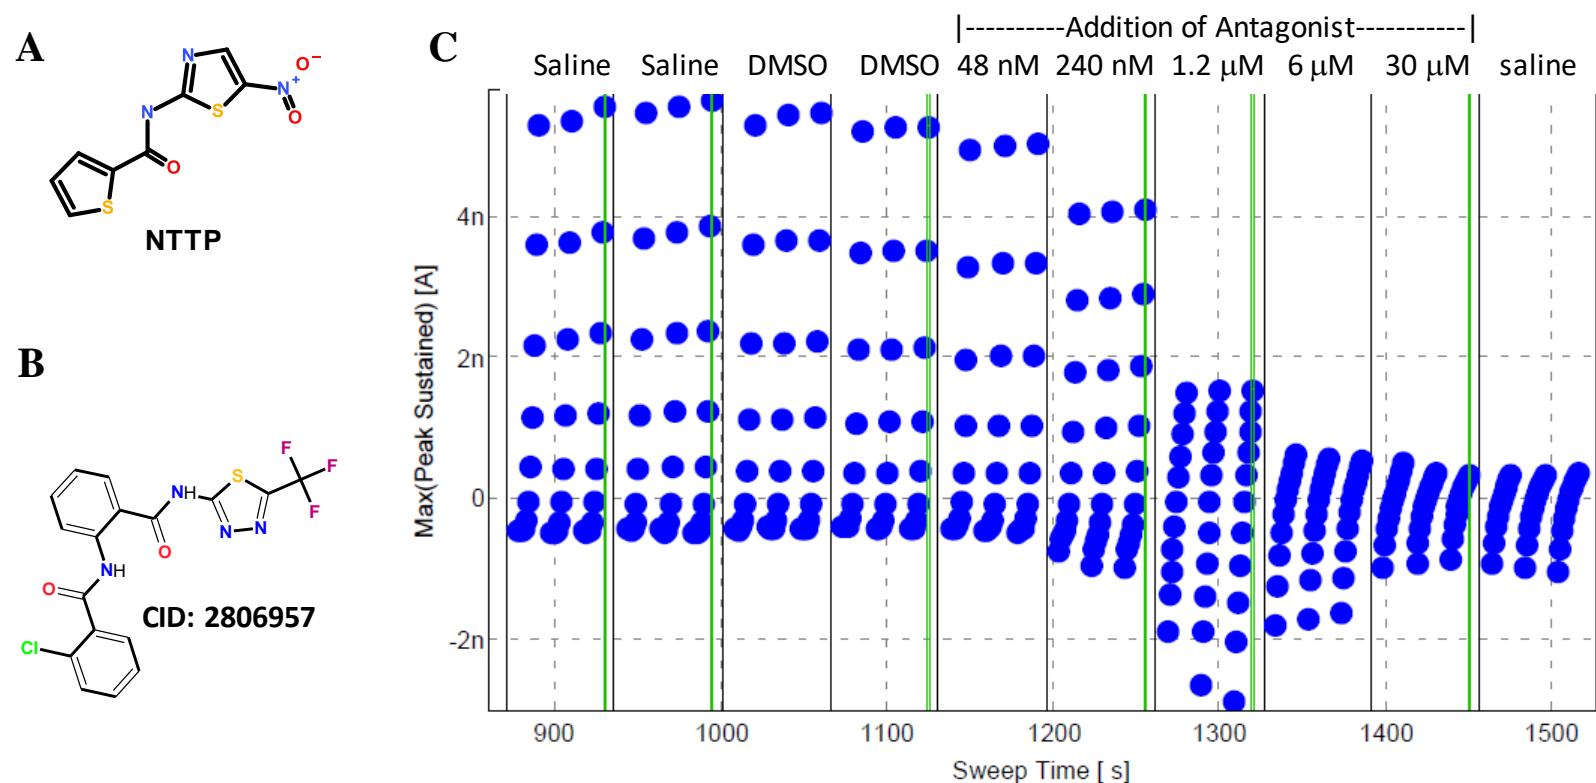 A
N
N
S
N
+
O
−
O
O
S
NTTP
B
F
F
F
S
NH
N
N
O
NH
O
Cl
CID: 2806957
C
|----------Addition of Antagonist-----------|
Saline Saline DMSO DMSO 48 nM 240 nM 1.2 μM 6 μM 30 μM saline
Max(Peak Sustained) [A]
4n
2n
0
-2n
900 1000 1100 1200 1300 1400 1500
Sweep Time [ s]